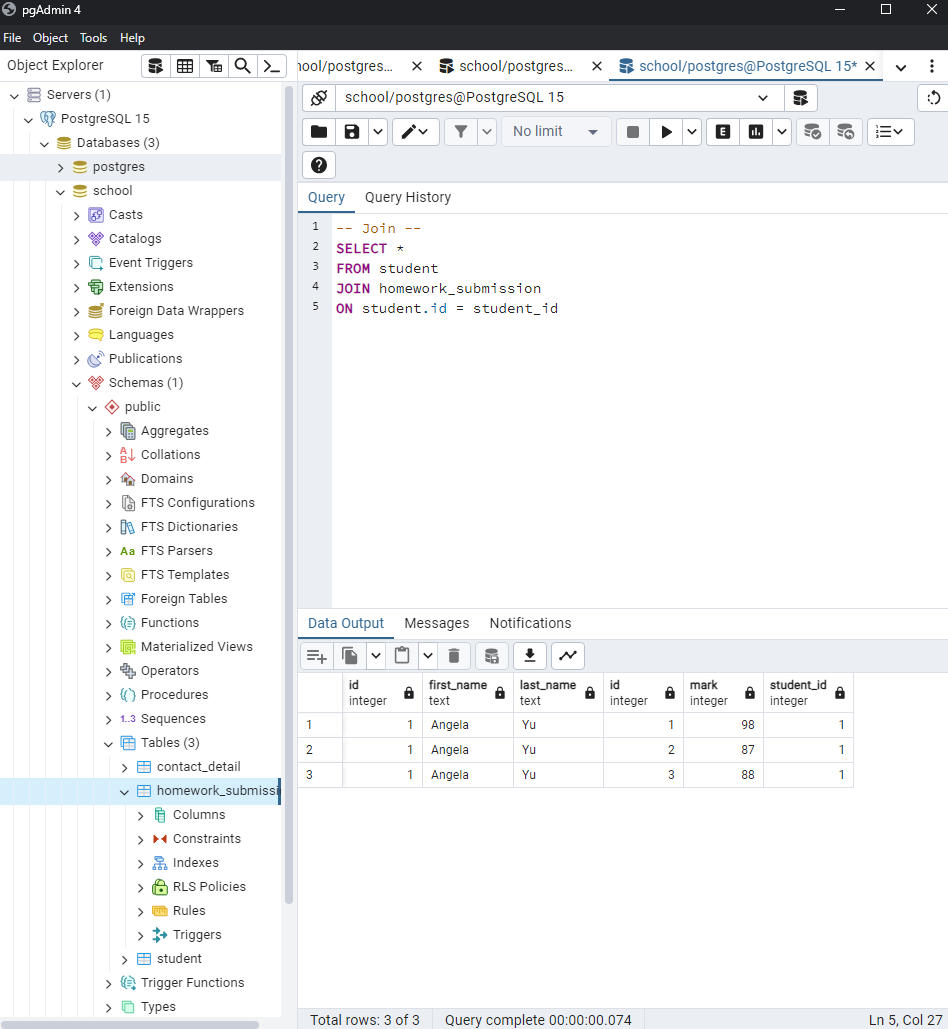 pgAdmin 4
File Object Tools Help
Object Explorer
Servers (1)
PostgreSQL 15
Databases (3)
postgres
school
Casts
Catalogs
Event Triggers
Extensions
Foreign Data Wrappers
Languages
Publications
Schemas (1)
public
Aggregates
Collations
Domains
FTS Configurations
FTS Dictionaries
Aa FTS Parsers
FTS Templates
Foreign Tables
Functions
Materialized Views
Operators
Procedures
1..3 Sequences
Tables (3)
contact_detail
homework_submissi
Columns
Constraints
Indexes
RLS Policies
Rules
Triggers
student
Trigger Functions
Types
hool/postgres... school/postgres... school/postgres@PostgreSQL 15*
school/postgres@PostgreSQL 15
No limit E
Query Query History
1 -- Join --
2 SELECT *
3 FROM student
4 JOIN homework_submission
5 ON student.id = student_id
Data Output Messages Notifications
id first_name last_name id mark student_id
integer text text integer integer integer
1 1 Angela Yu 1 98 1
2 1 Angela Yu 2 87 1
3 1 Angela Yu 3 88 1
Total rows: 3 of 3 Query complete 00:00:00.074 Ln 5, Col 27